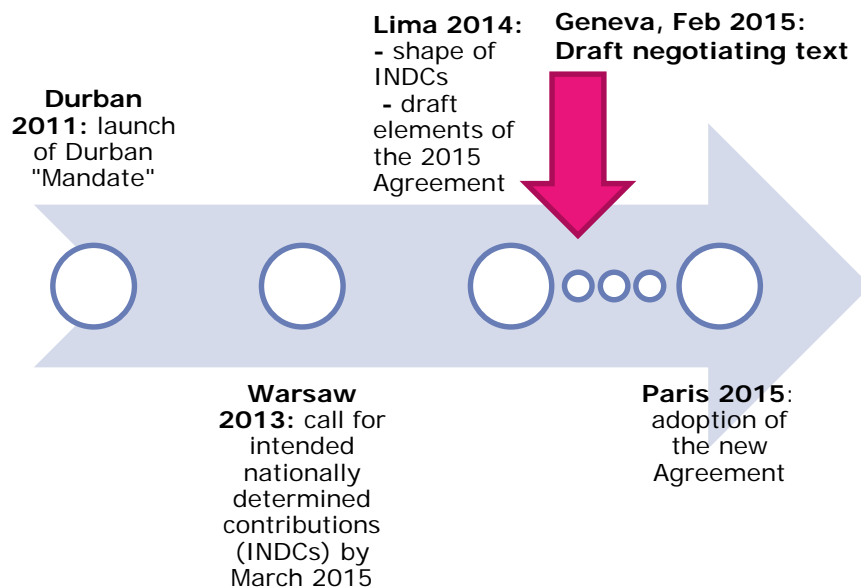 Durban
2011: launch
of Durban
"Mandate"
Lima 2014:
- shape of
INDCs
- draft
elements of
the 2015
Agreement
Geneva, Feb 2015:
Draft negotiating text
Warsaw
2013: call for
intended
nationally
determined
contributions
(INDCs) by
March 2015
Paris 2015:
adoption of
the new
Agreement